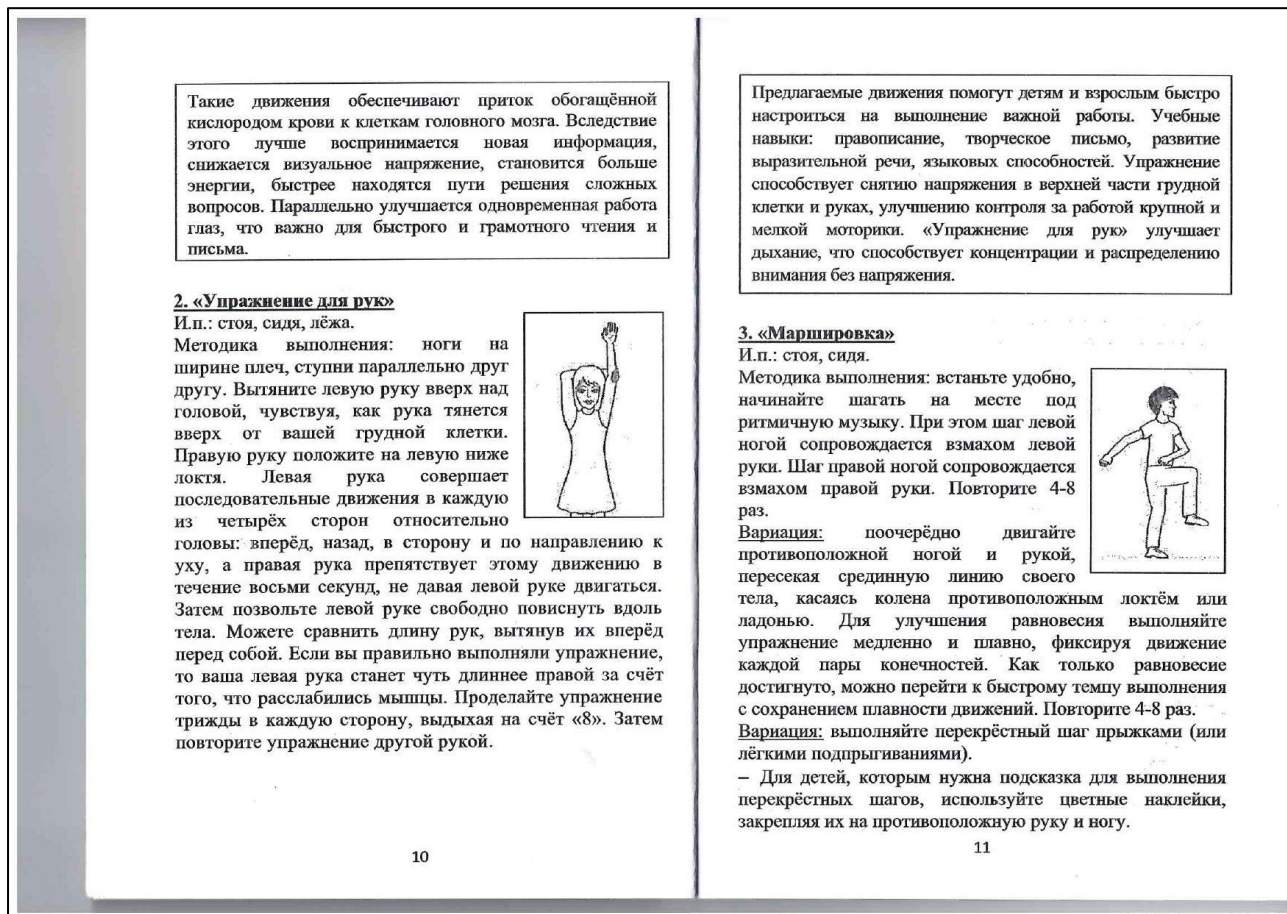 Такие движения обеспечивают приток обогащённой
кислородом крови к клеткам головного мозга. Вследствие
этого лучше воспринимается новая информация,
снижается визуальное напряжение, становится больше
энергии, быстрее находятся пути решения сложных
вопросов. Параллельно улучшается одновременная работа
глаз, что важно для быстрого и грамотного чтения и
письма.
2. «Упражнение для рук»
И.п.: стоя, сидя, лёжа.
Методика выполнения: ноги на
ширине плеч, ступни параллельно друг
другу. Вытяните левую руку вверх над
головой, чувствуя, как рука тянется
вверх от вашей грудной клетки.
Правую руку положите на левую ниже
локтя. Левая рука совершает
последовательные движения в каждую
из четырёх сторон относительно
головы: вперёд, назад, в сторону и по направлению к
уху, а правая рука препятствует этому движению в
течение восьми секунд, не давая левой руке двигаться.
Затем позвольте левой руке свободно повиснуть вдоль
тела. Можете сравнить длину рук, вытянув их вперёд
перед собой. Если вы правильно выполняли упражнение,
то ваша левая рука станет чуть длиннее правой за счёт
того, что расслабились мышцы. Проделайте упражнение
трижды в каждую сторону, выдыхая на счёт «8». Затем
повторите упражнение другой рукой.
10
Предлагаемые движения помогут детям и взрослым быстро
настроиться на выполнение важной работы. Учебные
навыки: правописание, творческое письмо, развитие
выразительной речи, языковых способностей. Упражнение
способствует снятию напряжения в верхней части грудной
клетки и руках, улучшению контроля за работой крупной и
мелкой моторики. «Упражнение для рук» улучшает
дыхание, что способствует концентрации и распределению
внимания без напряжения.
3. «Маршировка»
И.п.: стоя, сидя.
Методика выполнения: встаньте удобно,
начинайте шагать на месте под
ритмичную музыку. При этом шаг левой
ногой сопровождается взмахом левой
руки. Шаг правой ногой сопровождается
взмахом правой руки. Повторите 4-8
раз.
Вариация: поочерёдно двигайте
противоположной ногой и рукой,
пересекая срединную линию своего
тела, касаясь колена противоположным локтём или
ладонью. Для улучшения равновесия выполняйте
упражнение медленно и плавно, фиксируя движение
каждой пары конечностей. Как только равновесие
достигнуто, можно перейти к быстрому темпу выполнения
с сохранением плавности движений. Повторите 4-8 раз.
Вариация: выполняйте перекрёстный шаг прыжками (или
лёгкими подпрыгиваниями).
– Для детей, которым нужна подсказка для выполнения
перекрёстных шагов, используйте цветные наклейки,
закрепляя их на противоположную руку и ногу.
11